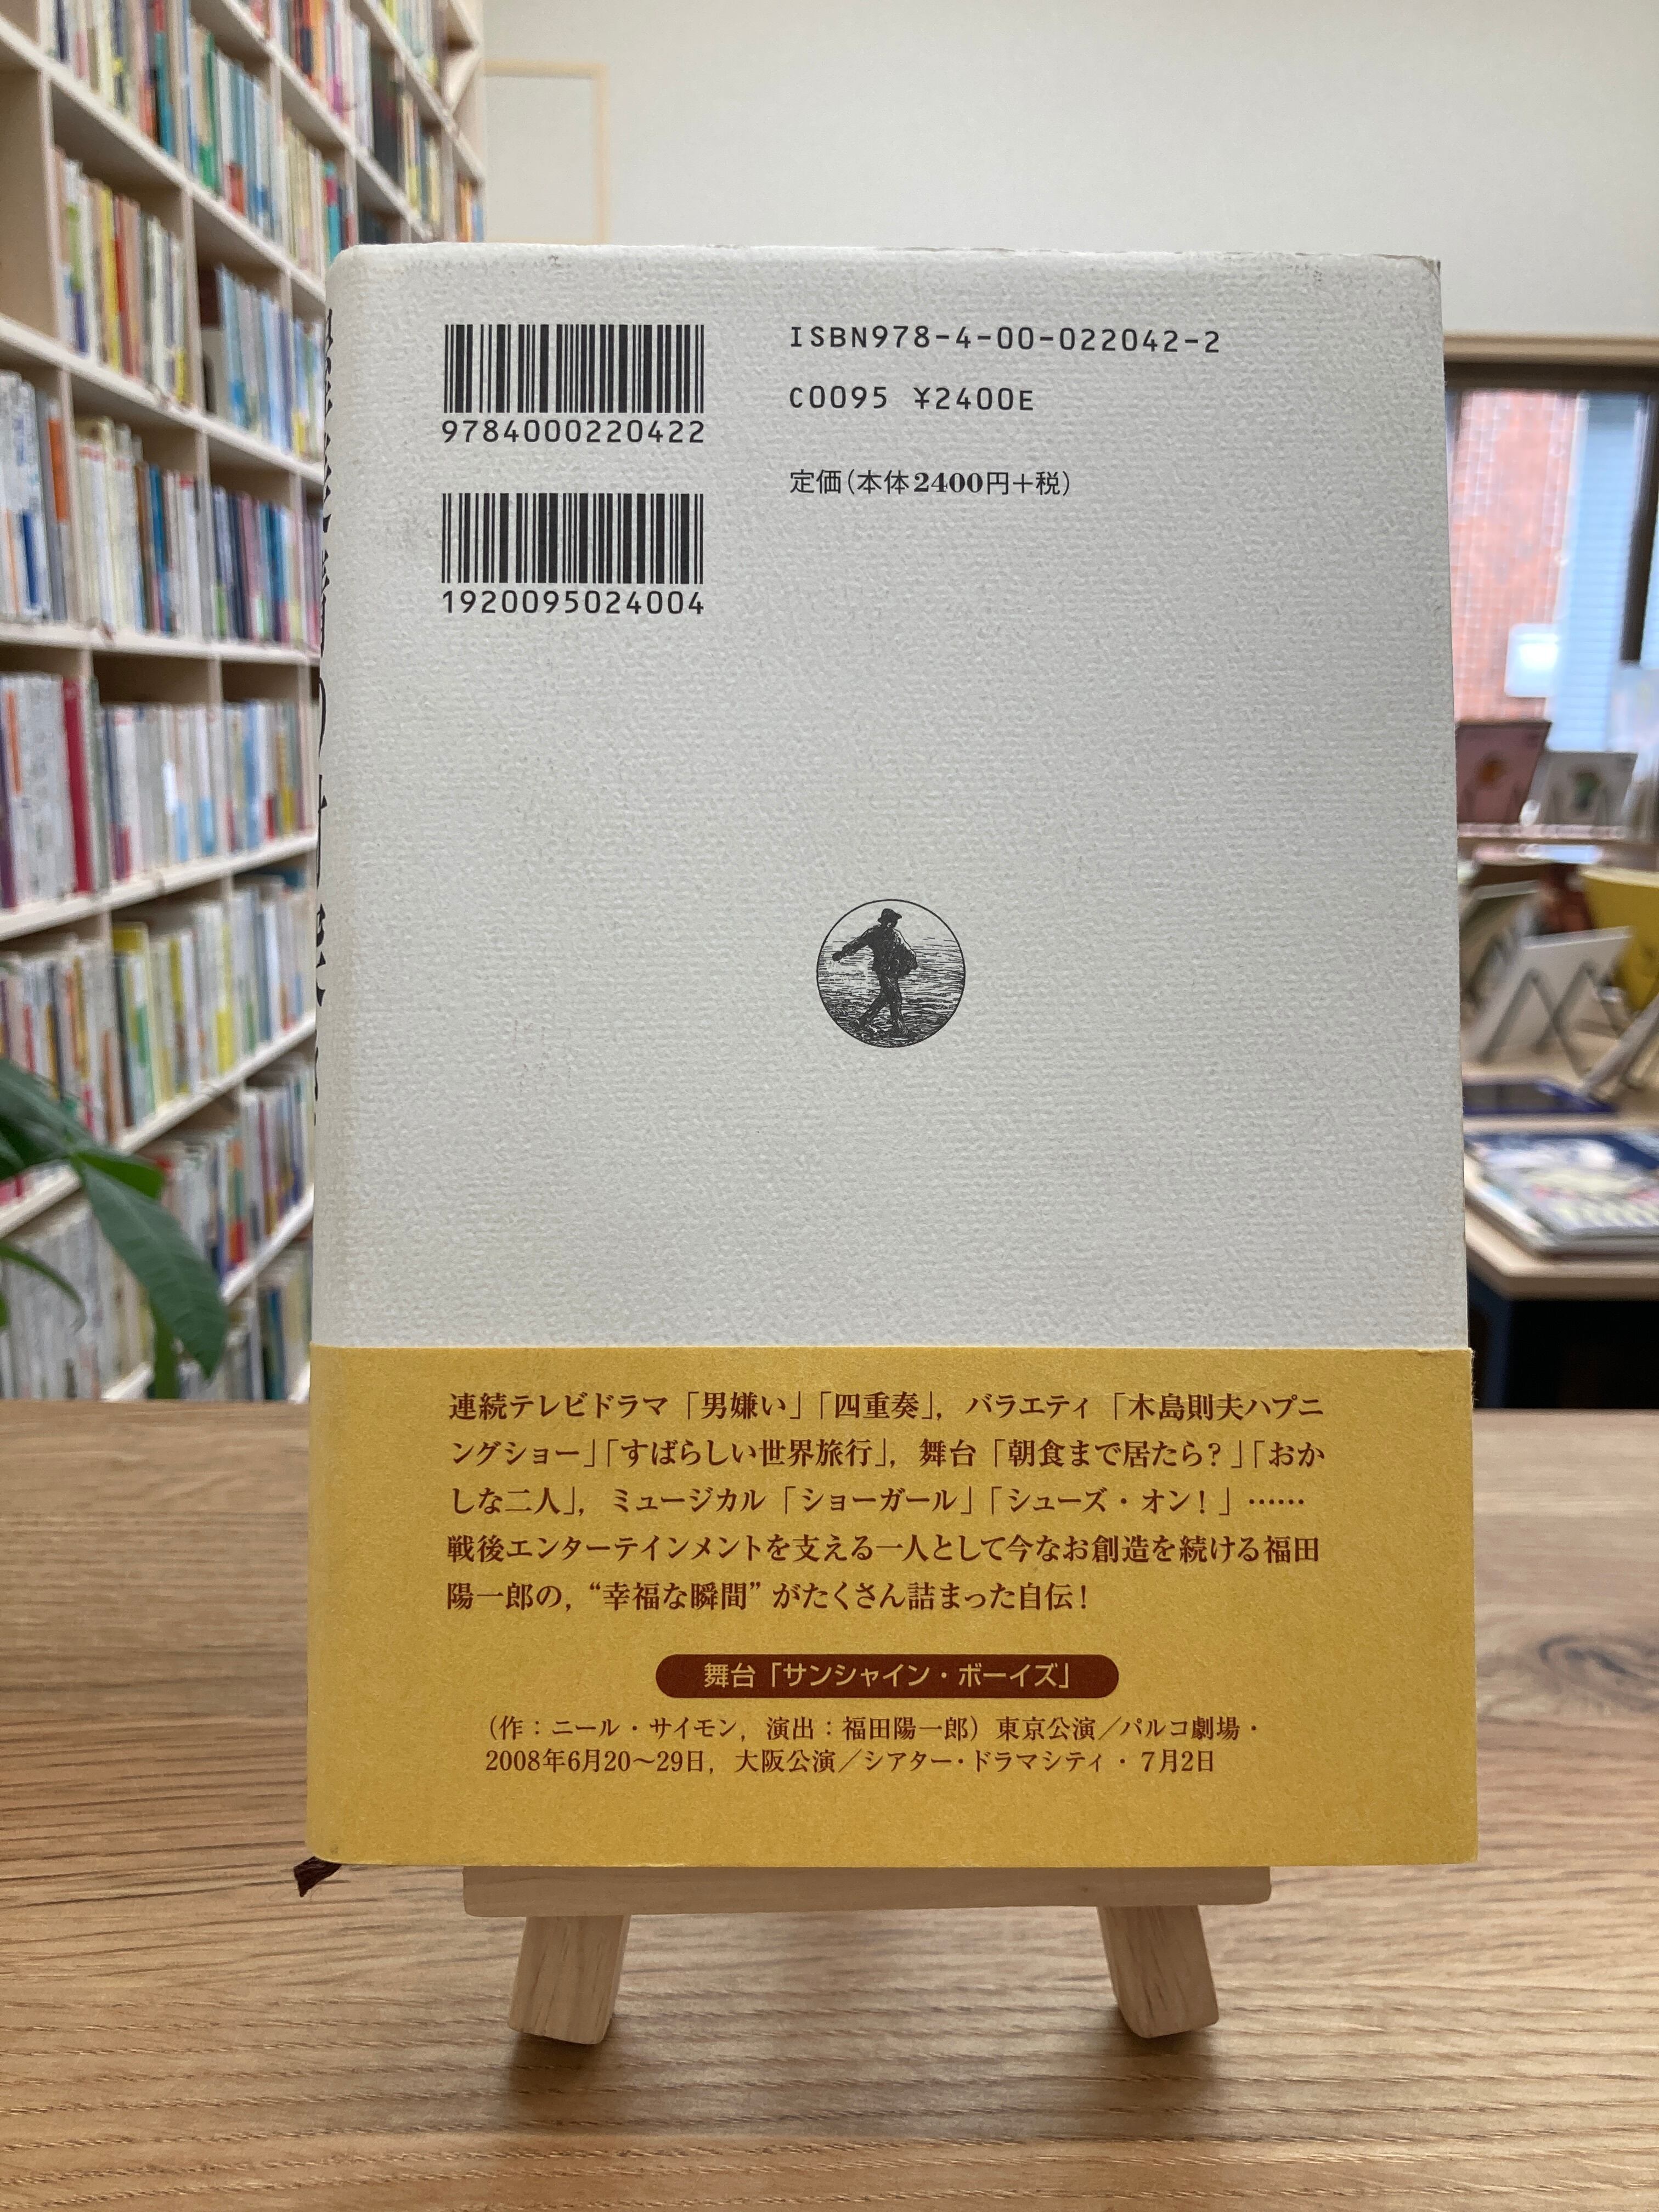 ISBN978-4-00-022042-2
C0095 ¥2400E
定価(本体2400円+税)
9784000220422
1920095024004
連続テレビドラマ「男嫌い」「四重奏」, バラエティ「木島則夫ハプニ
ングショー」「すばらしい世界旅行」, 舞台「朝食まで居たら?」「おか
しな二人」, ミュージカル「ショーガール」「シューズ・オン!」……
戦後エンターテインメントを支える一人として今なお創造を続ける福田
陽一郎の, “幸福な瞬間”がたくさん詰まった自伝!
舞台「サンシャイン・ボーイズ」
(作:ニール・サイモン, 演出:福田陽一郎) 東京公演/パルコ劇場・
2008年6月20〜29日, 大阪公演/シアター・ドラマシティ・7月2日